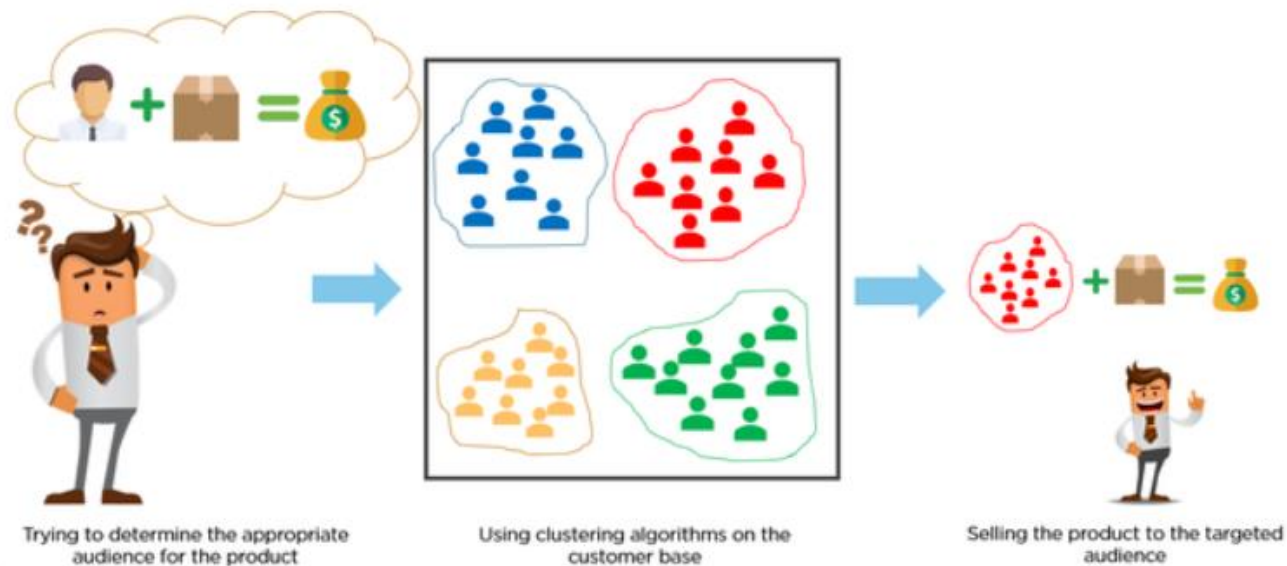 ??
$
Trying to determine the appropriate
audience for the product
Using clustering algorithms on the
customer base
$
Selling the product to the targeted
audience